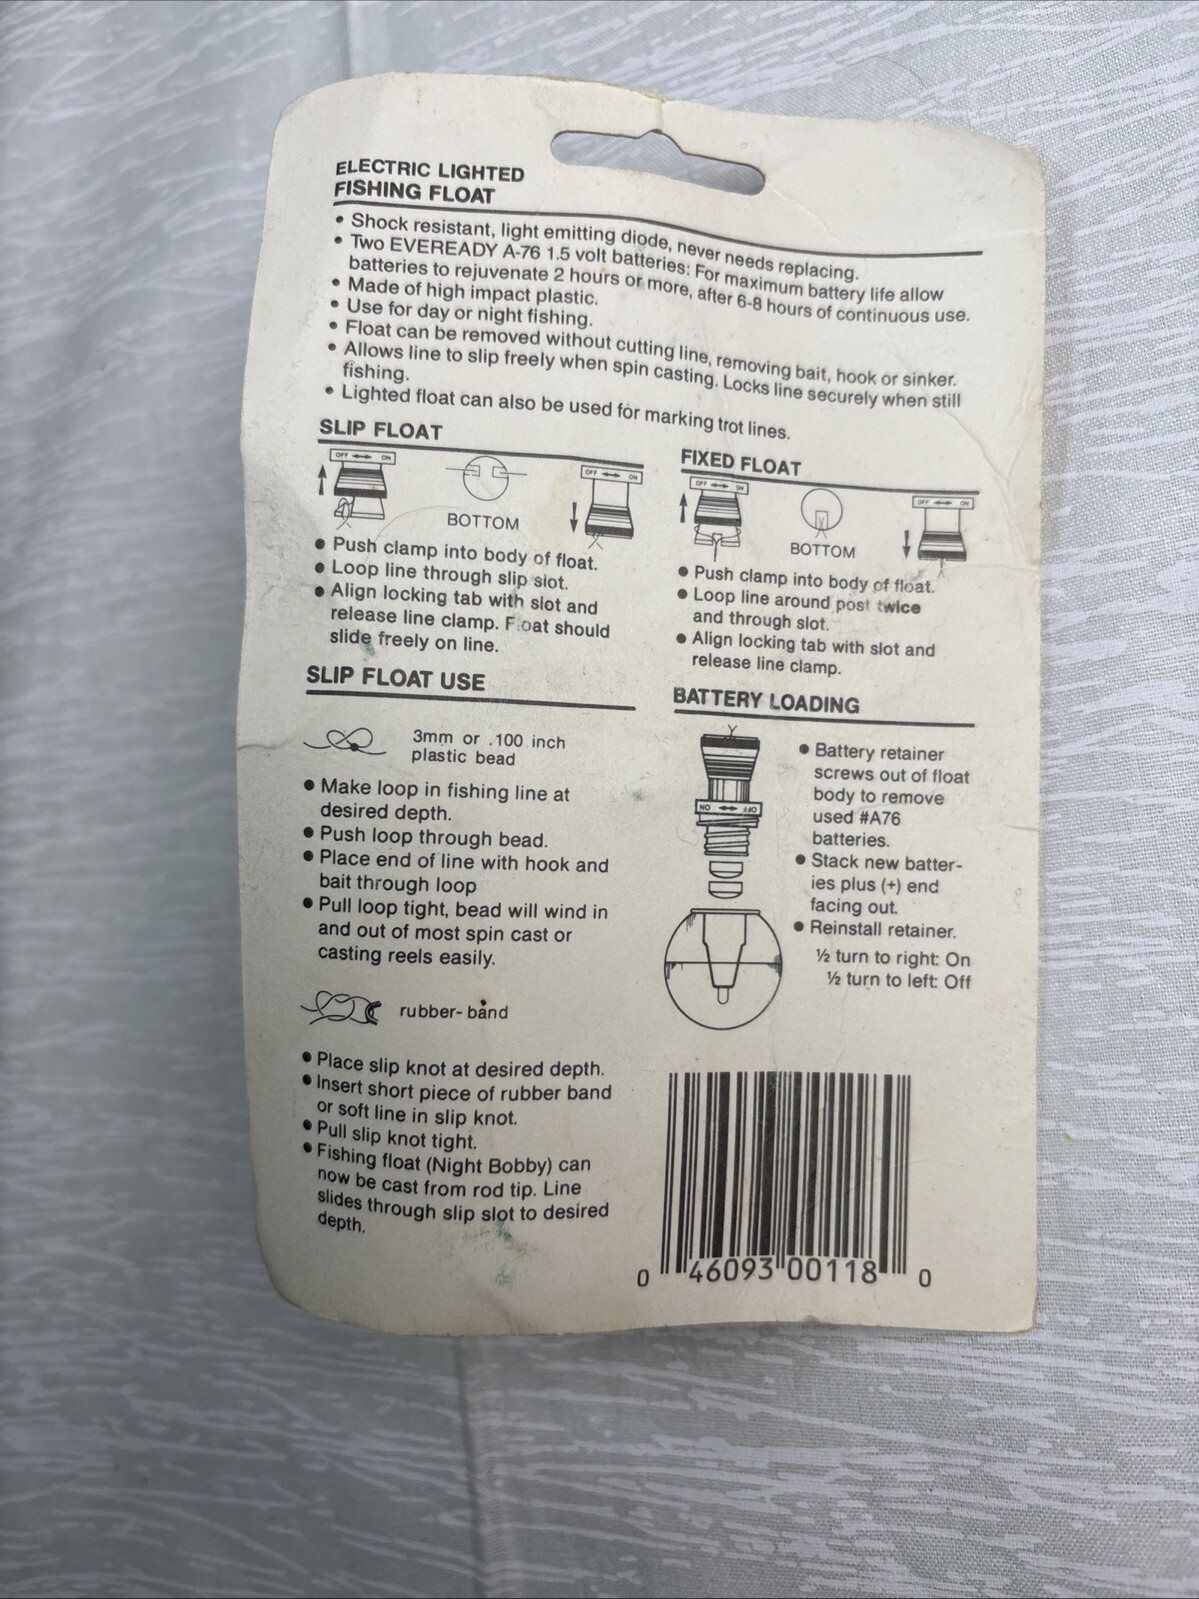 ELECTRIC LIGHTED
FISHING FLOAT
• Shock resistant, light emitting diode, never needs replacing.
• Two EVEREADY A-76 1.5 volt batteries: For maximum battery life allow
batteries to rejuvenate 2 hours or more, after 6-8 hours of continuous use.
• Made of high impact plastic.
• Use for day or night fishing.
• Float can be removed without cutting line, removing bait, hook or sinker.
• Allows line to slip freely when spin casting. Locks line securely when still
fishing.
• Lighted float can also be used for marking trot lines.
SLIP FLOAT
OFF ↔ ON
OFF ↔ ON
BOTTOM
• Push clamp into body of float.
• Loop line through slip slot.
• Align locking tab with slot and
release line clamp. Float should
slide freely on line.
FIXED FLOAT
OFF ↔ ON
OFF ↔ ON
BOTTOM
• Push clamp into body of float.
• Loop line around post twice
and through slot.
• Align locking tab with slot and
release line clamp.
SLIP FLOAT USE
3mm or .100 inch
plastic bead
• Make loop in fishing line at
desired depth.
• Push loop through bead.
• Place end of line with hook and
bait through loop
• Pull loop tight, bead will wind in
and out of most spin cast or
casting reels easily.
rubber-band
• Place slip knot at desired depth.
• Insert short piece of rubber band
or soft line in slip knot.
• Pull slip knot tight.
• Fishing float (Night Bobby) can
now be cast from rod tip. Line
slides through slip slot to desired
depth.
BATTERY LOADING
ON ↔ OFF
• Battery retainer
screws out of float
body to remove
used #A76
batteries.
• Stack new batter-
ies plus (+) end
facing out.
• Reinstall retainer.
½ turn to right: On
½ turn to left: Off
0 46093 00118 0